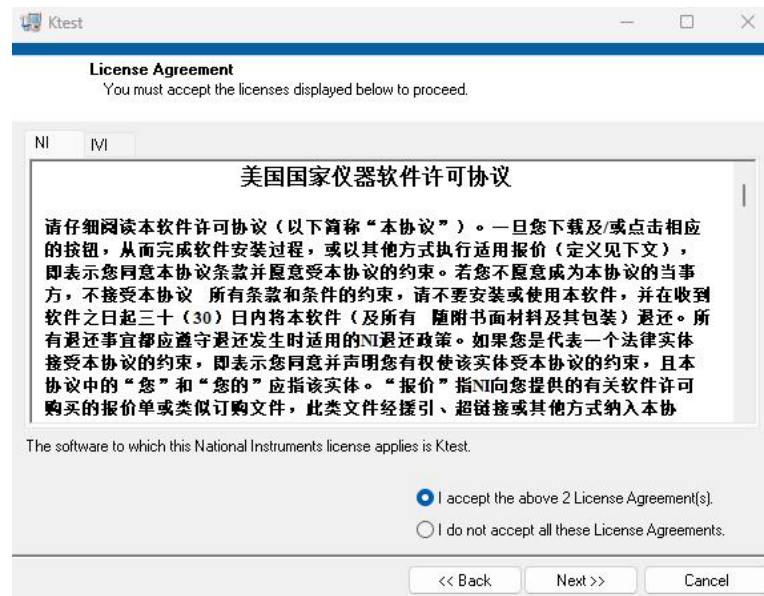 Ktest
License Agreement
You must accept the licenses displayed below to proceed.
NI IVI
美国国家仪器软件许可协议
请仔细阅读本软件许可协议（以下简称“本协议”）。一旦您下载及/或点击相应
的按钮，从而完成软件安装过程，或以其他方式执行适用报价（定义见下文），
即表示您同意本协议条款并愿意受本协议的约束。若您不愿意成为本协议的当事
方，不接受本协议 所有条款和条件的约束，请不要安装或使用本软件，并在收到
软件之日起三十（30）日内将本软件（及所有 随附书面材料及其包装）退还。所
有退还事宜都应遵守退还发生时适用的NI退还政策。如果您是代表一个法律实体
接受本协议的约束，即表示您同意并声明您有权使该实体受本协议的约束，且本
协议中的“您”和“您的”应指该实体。“报价”指NI向您提供的有关软件许可
购买的报价单或类似订购文件，此类文件经援引、超链接或其他方式纳入本协
The software to which this National Instruments license applies is Ktest.
I accept the above 2 License Agreement(s).
I do not accept all these License Agreements.
<< Back Next >> Cancel